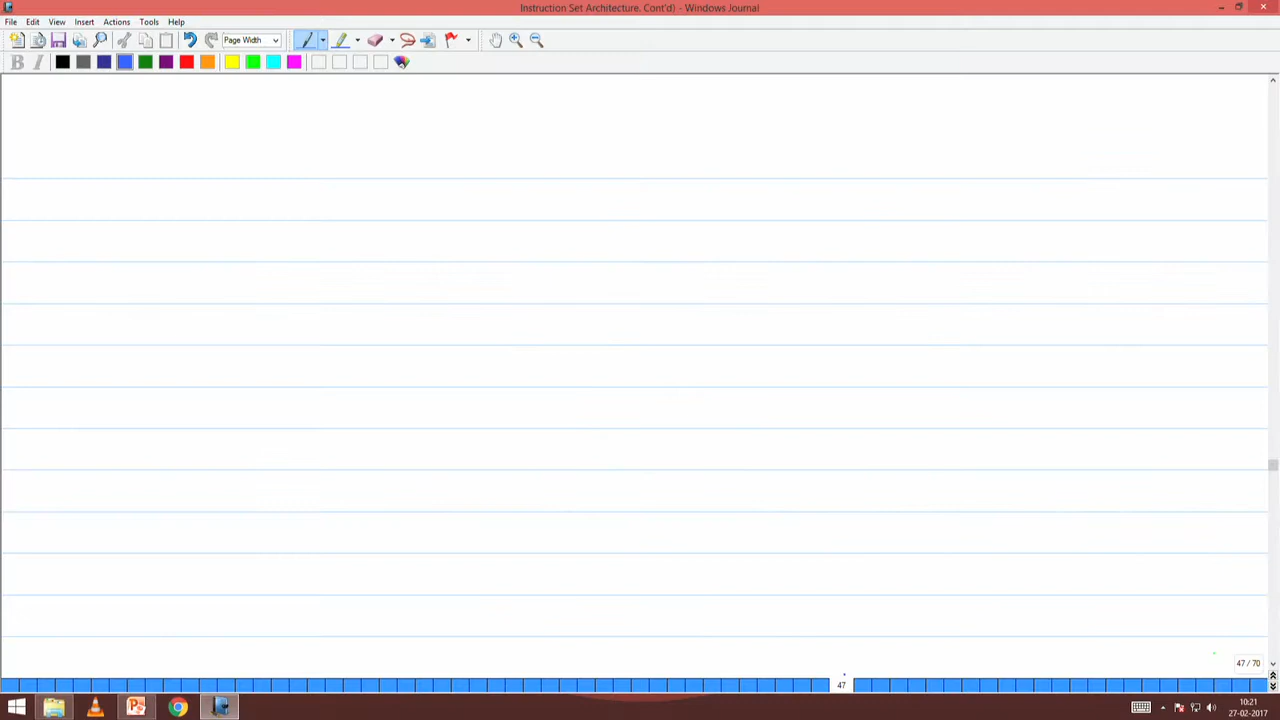 Instruction Set Architecture. Cont'd) - Windows Journal
File Edit View Insert Actions Tools Help
Page Width
B I
47 / 70
47
10:21
27-02-2017